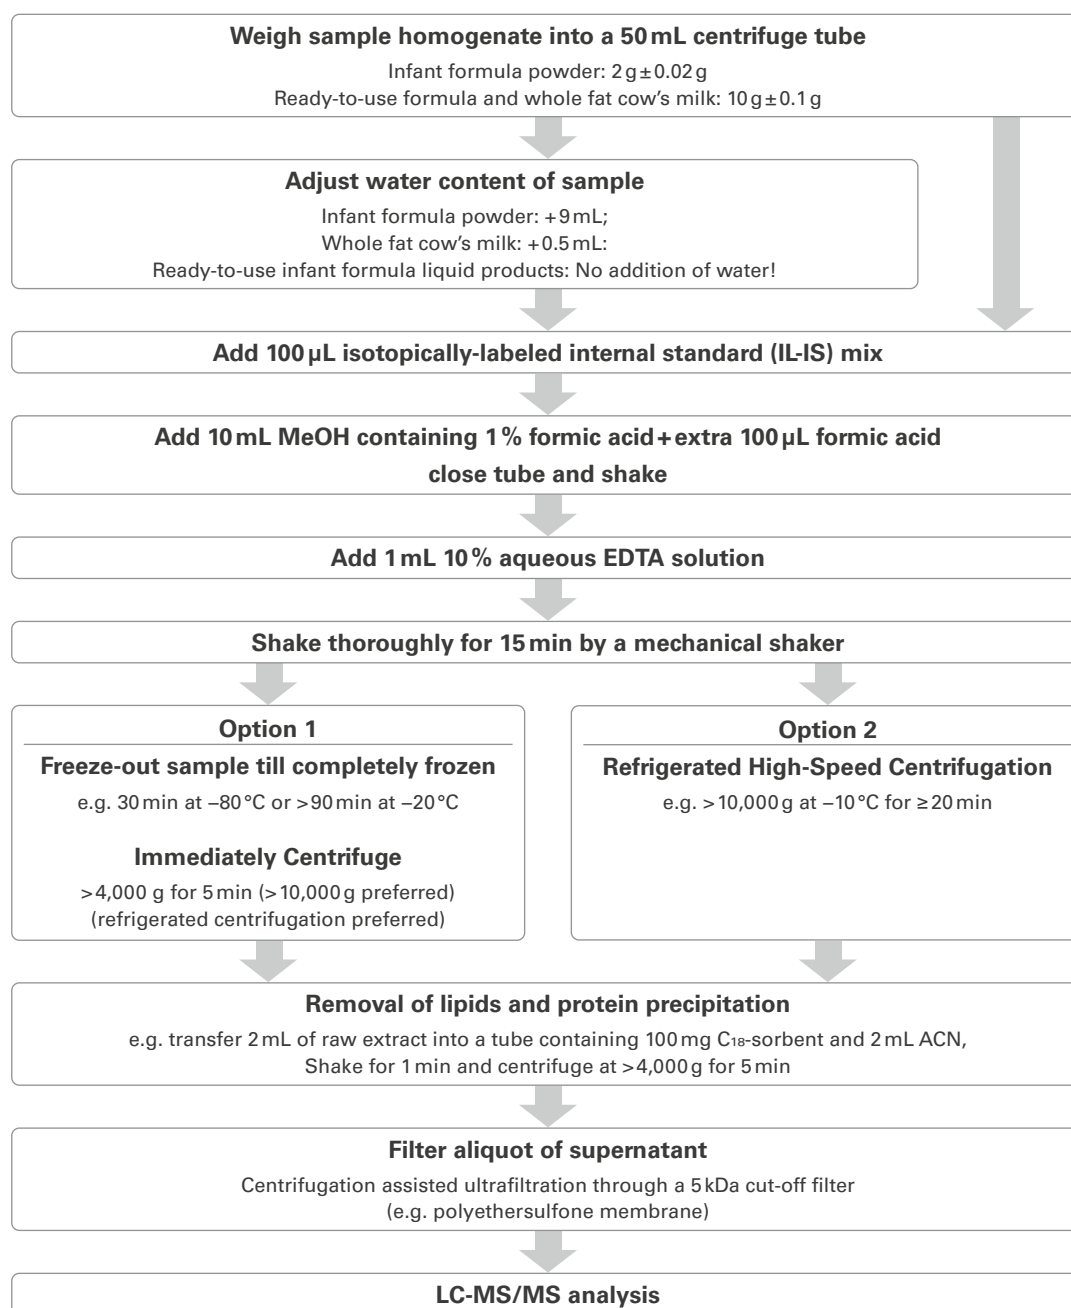 Weigh sample homogenate into a 50 mL centrifuge tube
Infant formula powder: 2 g ± 0.02 g
Ready-to-use formula and whole fat cow's milk: 10 g ± 0.1 g
Adjust water content of sample
Infant formula powder: +9 mL;
Whole fat cow's milk: +0.5 mL:
Ready-to-use infant formula liquid products: No addition of water!
Add 100 µL isotopically-labeled internal standard (IL-IS) mix
Add 10 mL MeOH containing 1 % formic acid + extra 100 µL formic acid
close tube and shake
Add 1 mL 10 % aqueous EDTA solution
Shake thoroughly for 15 min by a mechanical shaker
Option 1
Freeze-out sample till completely frozen
e.g. 30 min at –80 °C or > 90 min at –20 °C
Immediately Centrifuge
> 4,000 g for 5 min (> 10,000 g preferred)
(refrigerated centrifugation preferred)
Option 2
Refrigerated High-Speed Centrifugation
e.g. > 10,000 g at –10 °C for ≥ 20 min
Removal of lipids and protein precipitation
e.g. transfer 2 mL of raw extract into a tube containing 100 mg C₁₈-sorbent and 2 mL ACN,
Shake for 1 min and centrifuge at > 4,000 g for 5 min
Filter aliquot of supernatant
Centrifugation assisted ultrafiltration through a 5 kDa cut-off filter
(e.g. polyethersulfone membrane)
LC-MS/MS analysis